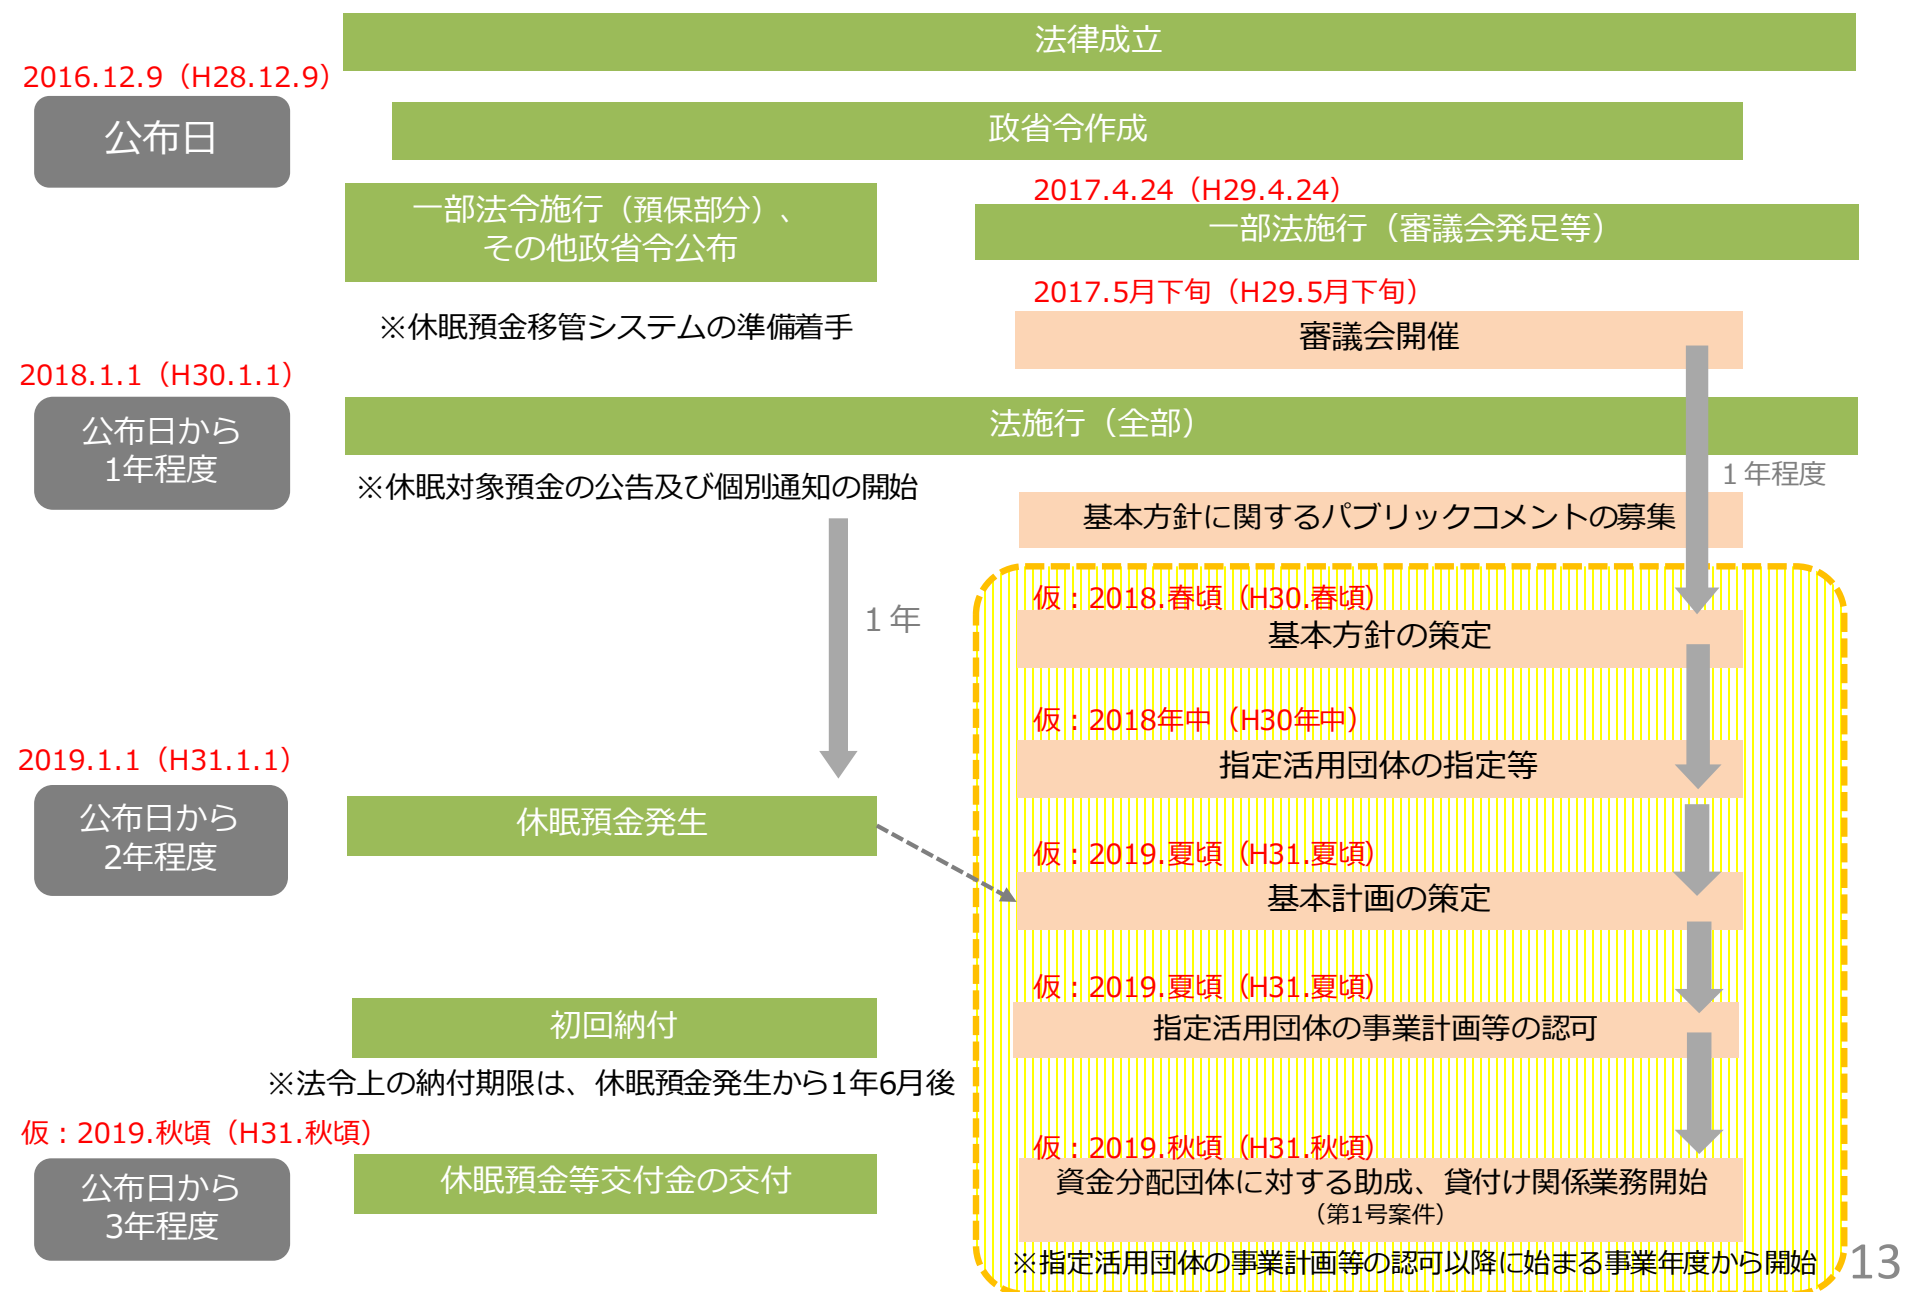 法律成立
2016.12.9（H28.12.9）
公布日
政省令作成
一部法令施行（預保部分）、
その他政省令公布
2017.4.24（H29.4.24）
一部法施行（審議会発足等）
2017.5月下旬（H29.5月下旬）
※休眠預金移管システムの準備着手
審議会開催
2018.1.1（H30.1.1）
公布日から
1年程度
法施行（全部）
※休眠対象預金の公告及び個別通知の開始
１年程度
基本方針に関するパブリックコメントの募集
１年
仮：2018.春頃（H30.春頃）
基本方針の策定
仮：2018年中（H30年中）
指定活用団体の指定等
2019.1.1（H31.1.1）
公布日から
2年程度
休眠預金発生
仮：2019.夏頃（H31.夏頃）
基本計画の策定
仮：2019.夏頃（H31.夏頃）
初回納付
指定活用団体の事業計画等の認可
※法令上の納付期限は、休眠預金発生から1年6月後
仮：2019.秋頃（H31.秋頃）
公布日から
3年程度
休眠預金等交付金の交付
仮：2019.秋頃（H31.秋頃）
資金分配団体に対する助成、貸付け関係業務開始
（第1号案件）
※指定活用団体の事業計画等の認可以降に始まる事業年度から開始
13